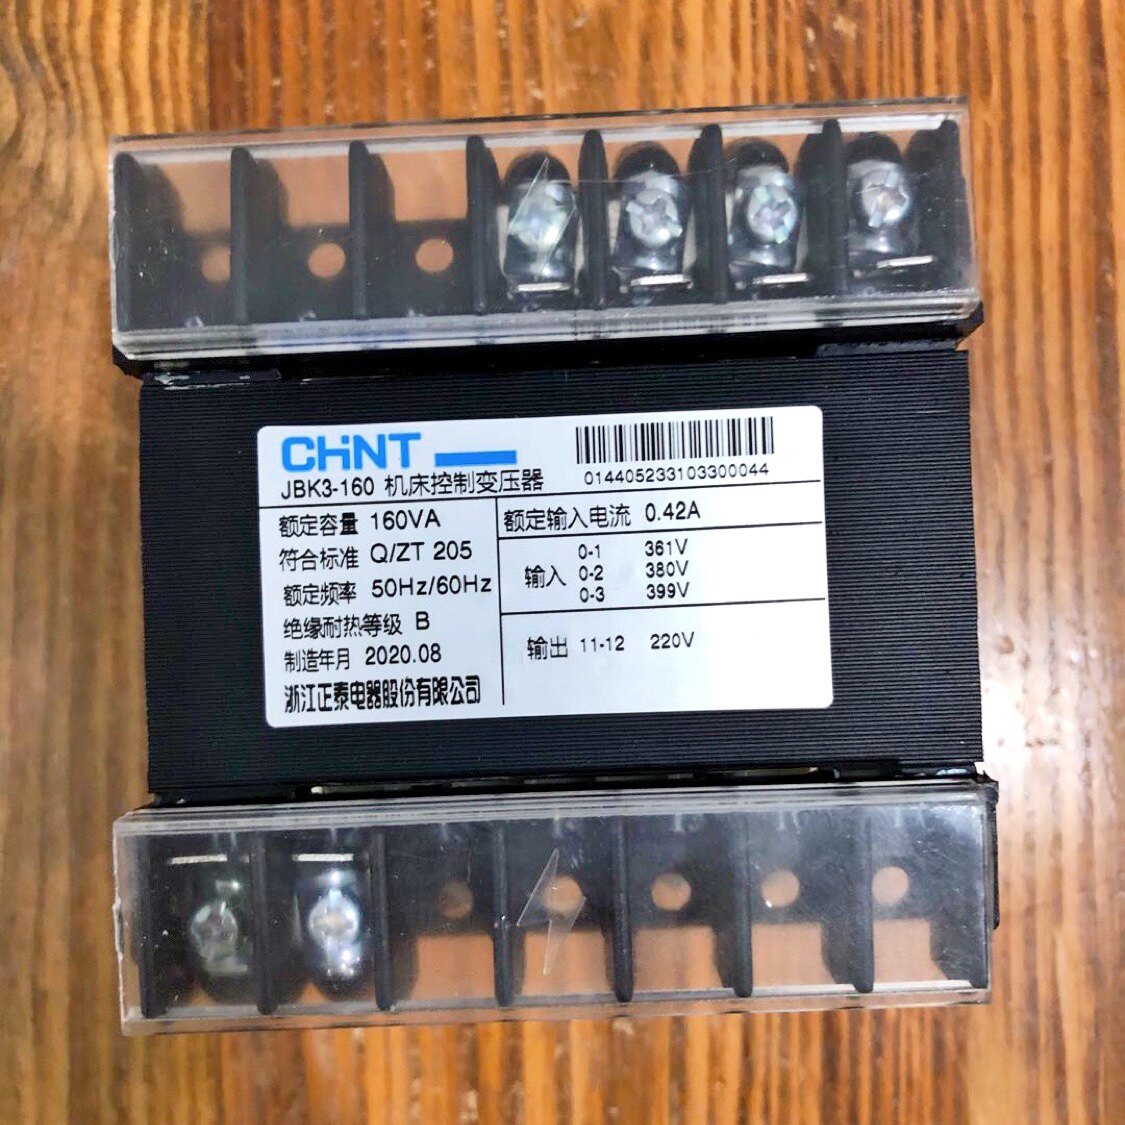 CHNT
014405233103300044
JBK3-160 机床控制变压器
额定容量 160VA
符合标准 Q/ZT 205
额定频率 50Hz/60Hz
绝缘耐热等级 B
制造年月 2020.08
浙江正泰电器股份有限公司
额定输入电流 0.42A
输入
0-1 361V
0-2 380V
0-3 399V
输出 11-12 220V